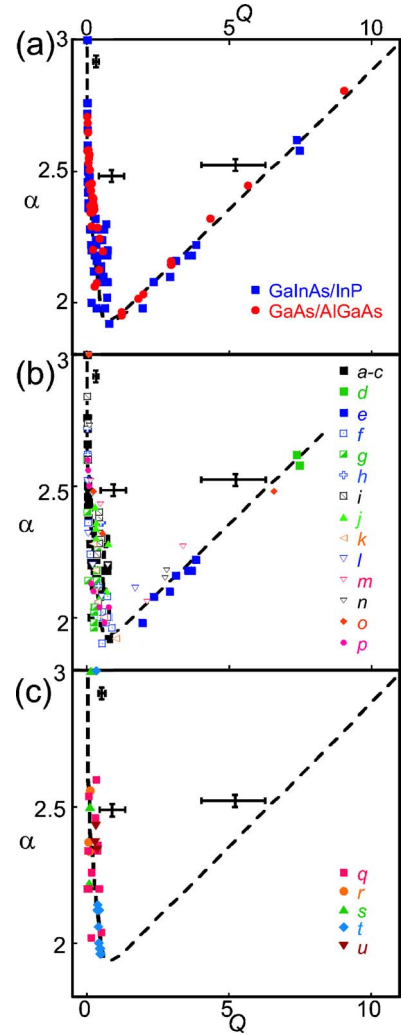 Q
0 5 10
(a)
3
2.5
α
2
GaInAs/InP
GaAs/AlGaAs
(b)
3
a-c
d
e
f
g
h
2.5
i
j
α
k
l
m
n
2
o
p
(c)
3
2.5
α
q
r
s
2
t
u
0 5 10
Q